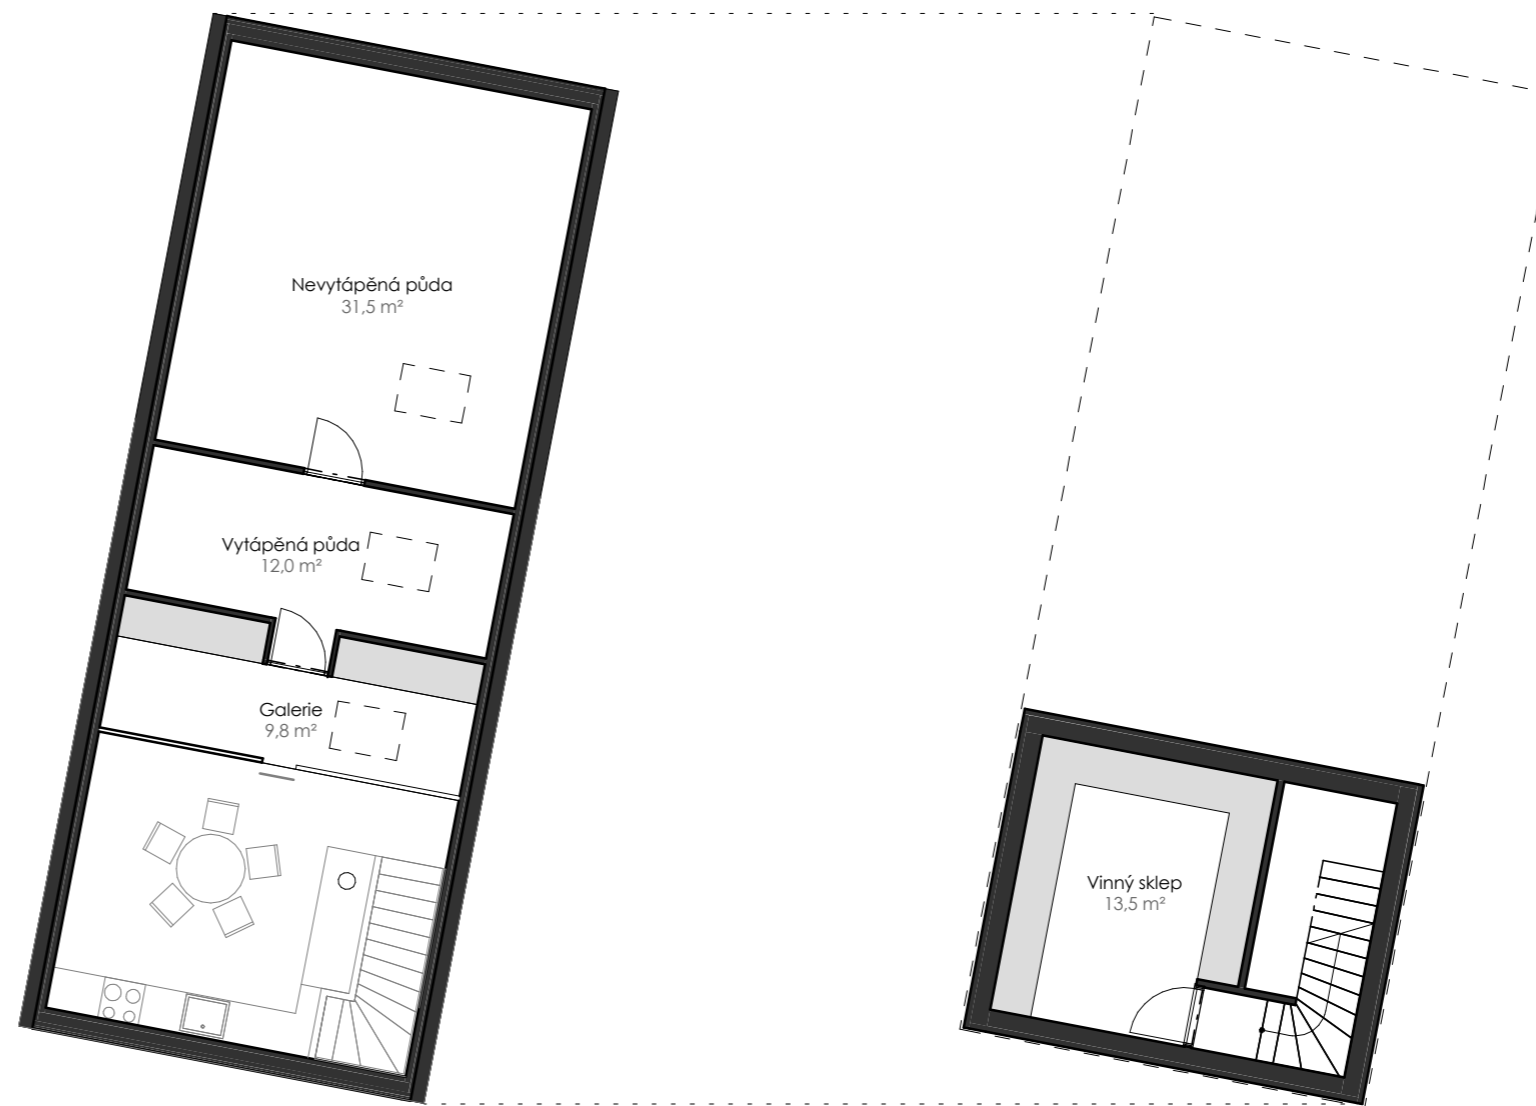 Nevytápěná půda
31,5 m²
Vytápěná půda
12,0 m²
Galerie
9,8 m²
Vinný sklep
13,5 m²